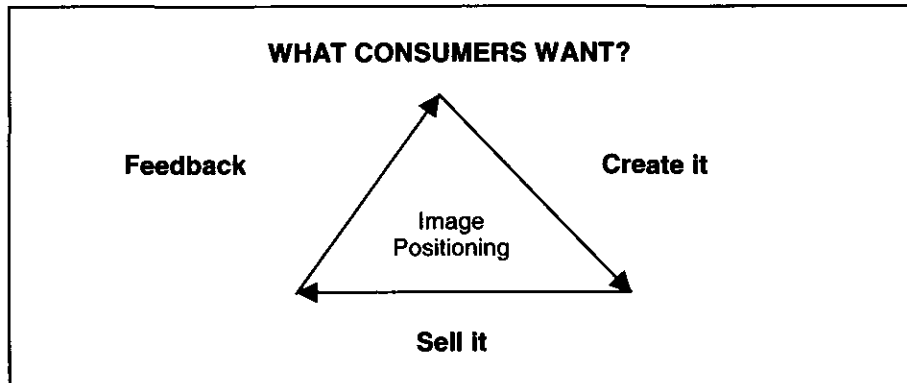 WHAT CONSUMERS WANT?
Feedback
Create it
Image
Positioning
Sell it